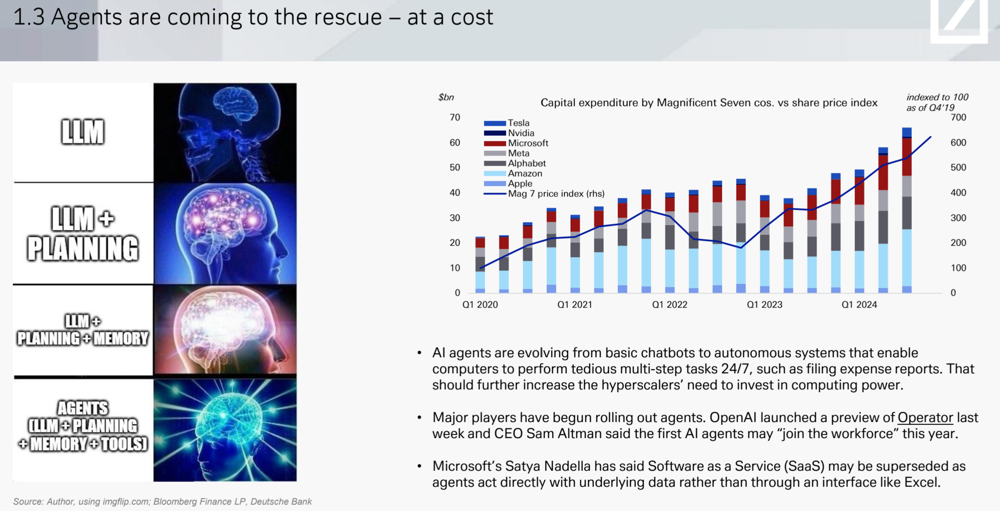 1.3 Agents are coming to the rescue – at a cost
LLM
LLM +
PLANNING
LLM +
PLANNING + MEMORY
AGENTS
(LLM + PLANNING
+ MEMORY + TOOLS)
$bn
Capital expenditure by Magnificent Seven cos. vs share price index
indexed to 100
as of Q4'19
70
60
50
40
30
20
10
0
Tesla
Nvidia
Microsoft
Meta
Alphabet
Amazon
Apple
Mag 7 price index (rhs)
700
600
500
400
300
200
100
0
Q1 2020
Q1 2021
Q1 2022
Q1 2023
Q1 2024
• AI agents are evolving from basic chatbots to autonomous systems that enable
computers to perform tedious multi-step tasks 24/7, such as filing expense reports. That
should further increase the hyperscalers’ need to invest in computing power.
• Major players have begun rolling out agents. OpenAI launched a preview of Operator last
week and CEO Sam Altman said the first AI agents may “join the workforce” this year.
• Microsoft’s Satya Nadella has said Software as a Service (SaaS) may be superseded as
agents act directly with underlying data rather than through an interface like Excel.
Source: Author, using imgflip.com; Bloomberg Finance LP, Deutsche Bank